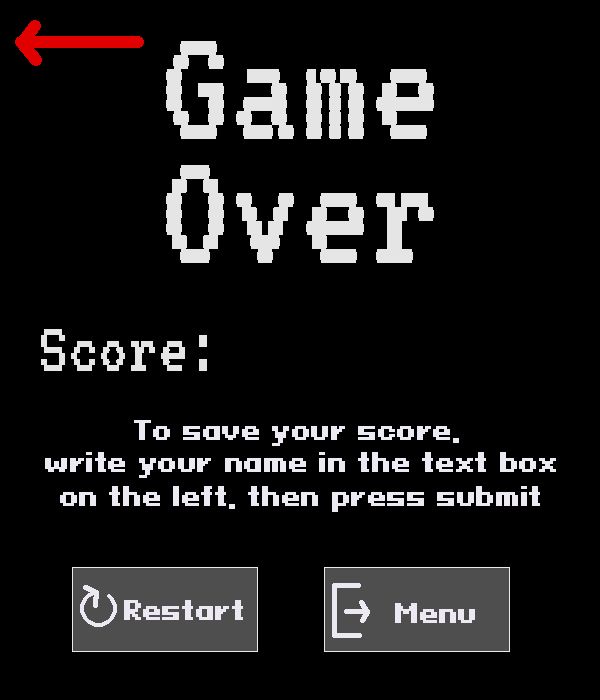 Game
Over
Score:
To save your score,
write your name in the text box
on the left, then press submit
Restart
Menu